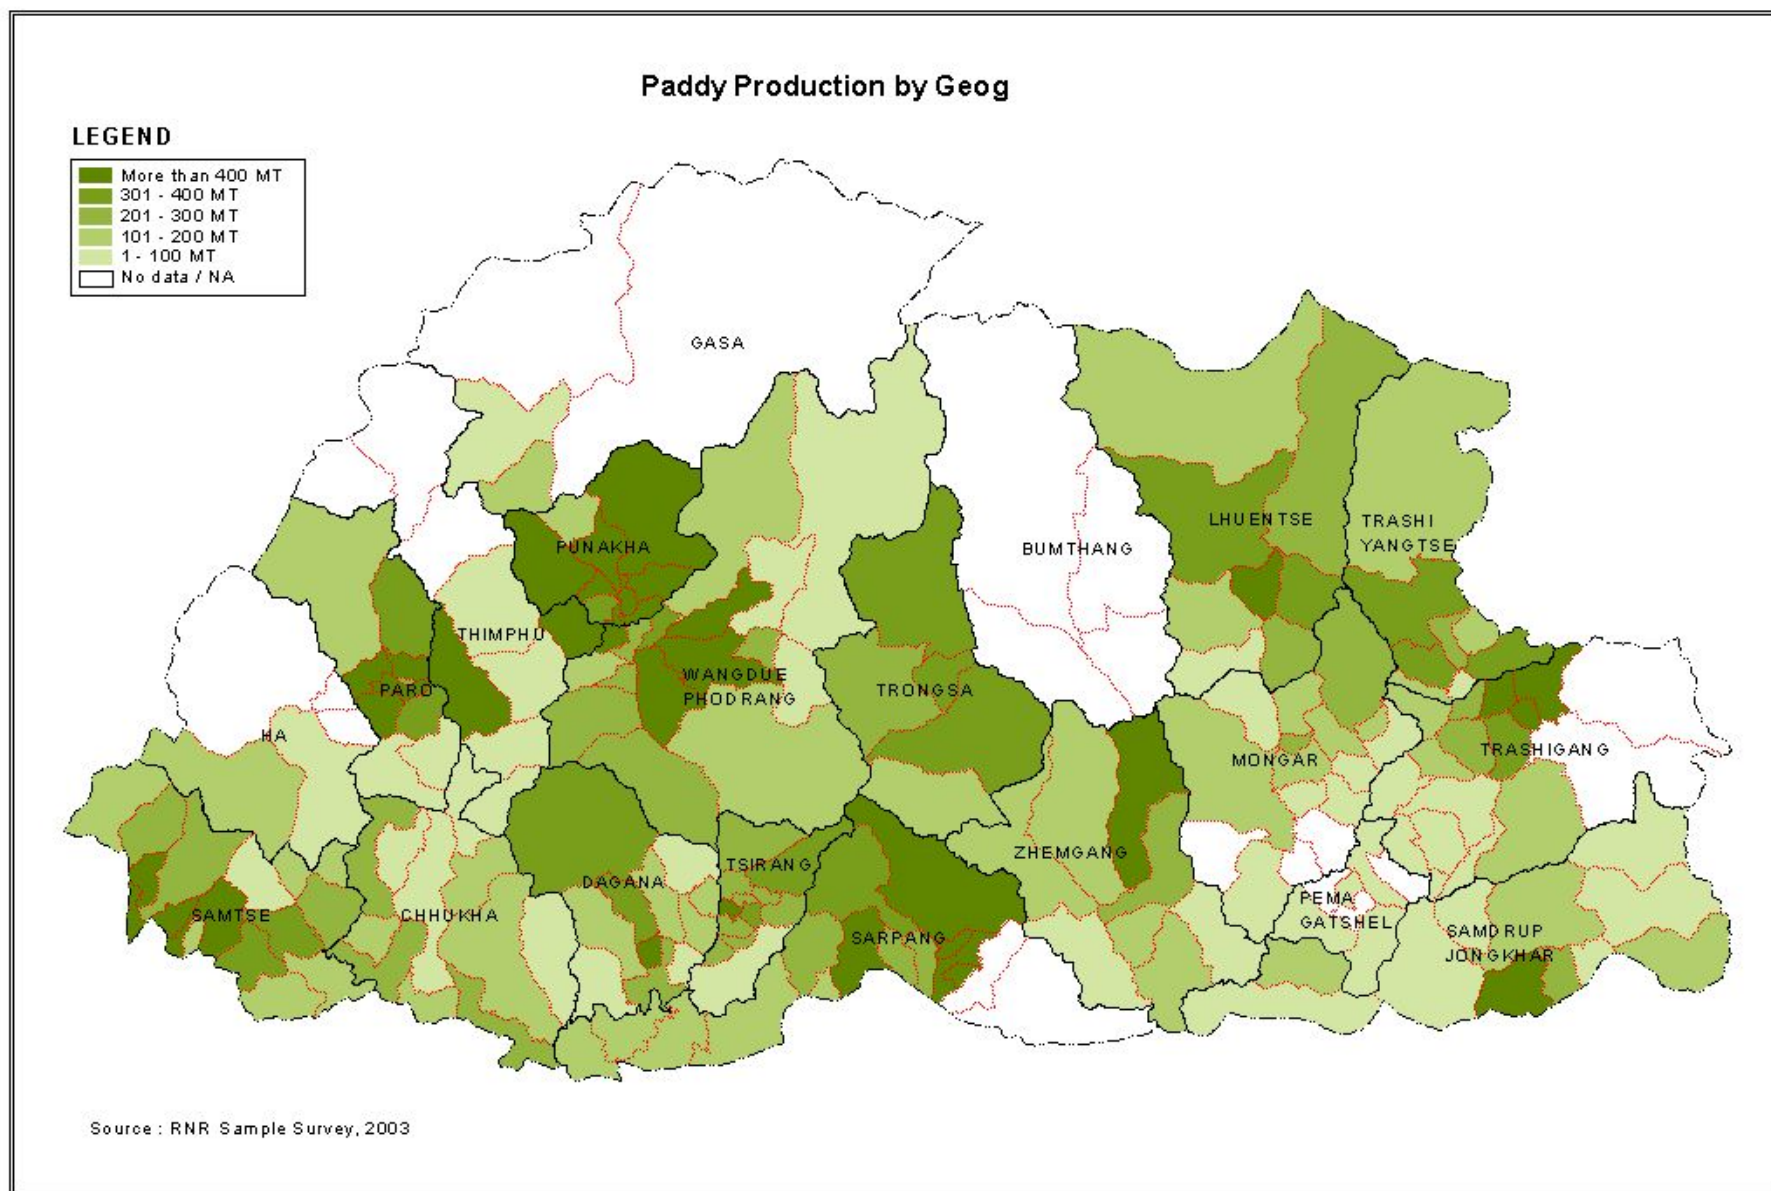 Paddy Production by Geog
LEGEND
More than 400 MT
301 - 400 MT
201 - 300 MT
101 - 200 MT
1 - 100 MT
No data / NA
GASA
PUNAKHA
BUMTHANG
LHUENTSE
TRASHI
YANGTSE
THIMPHU
PARO
WANGDUE
PHODRANG
TRONGSA
HA
MONGAR
TRASHIGANG
SAMTSE
CHHUKHA
DAGANA
TSIRANG
SARPANG
ZHEMGANG
PEMA
GATSHEL
SAMDRUP
JONGKHAR
Source : RNR Sample Survey, 2003